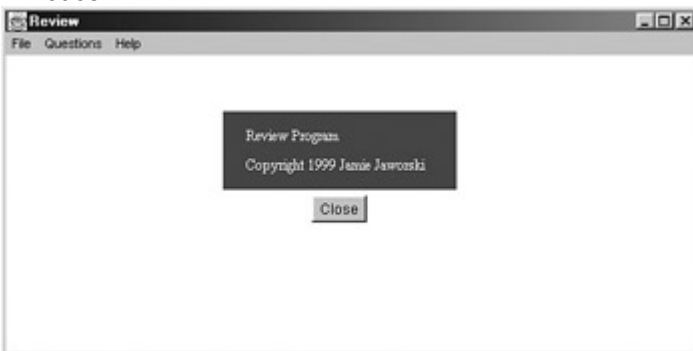 Review
File Questions Help
Review Program.
Copyright 1999 Jamie Jaworski
Close